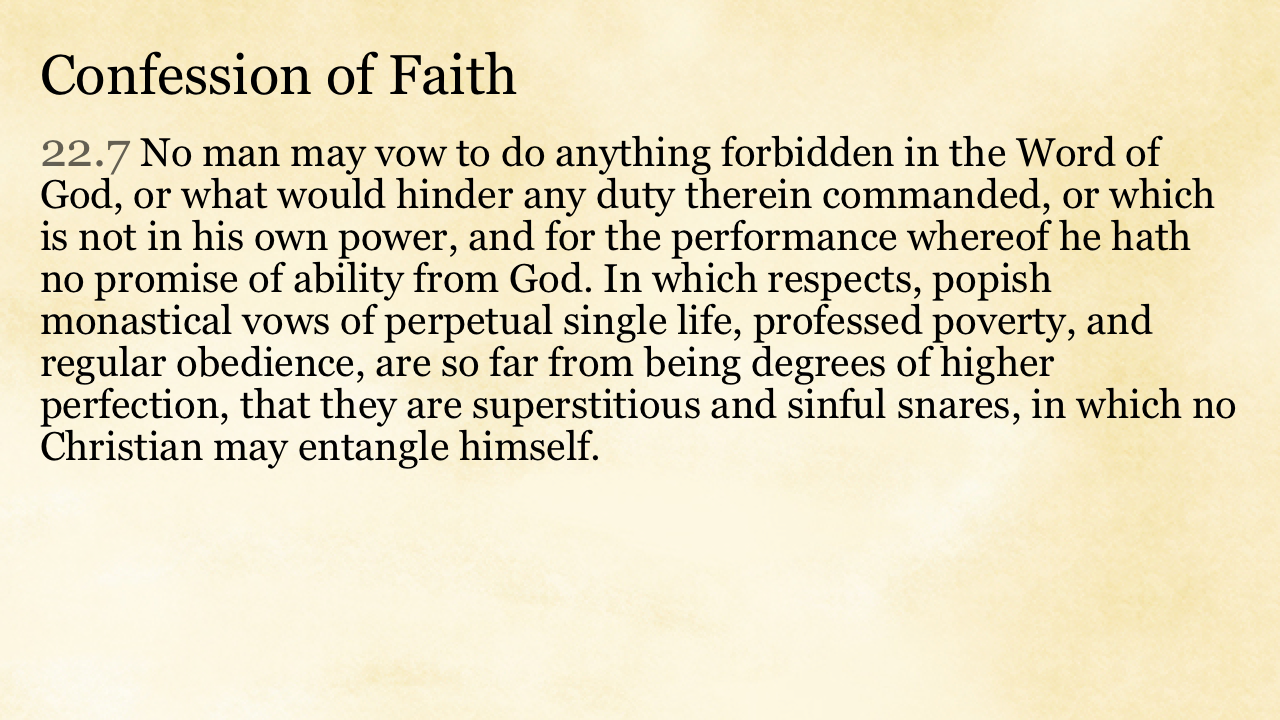 Confession of Faith
22.7 No man may vow to do anything forbidden in the Word of
God, or what would hinder any duty therein commanded, or which
is not in his own power, and for the performance whereof he hath
no promise of ability from God. In which respects, popish
monastical vows of perpetual single life, professed poverty, and
regular obedience, are so far from being degrees of higher
perfection, that they are superstitious and sinful snares, in which no
Christian may entangle himself.